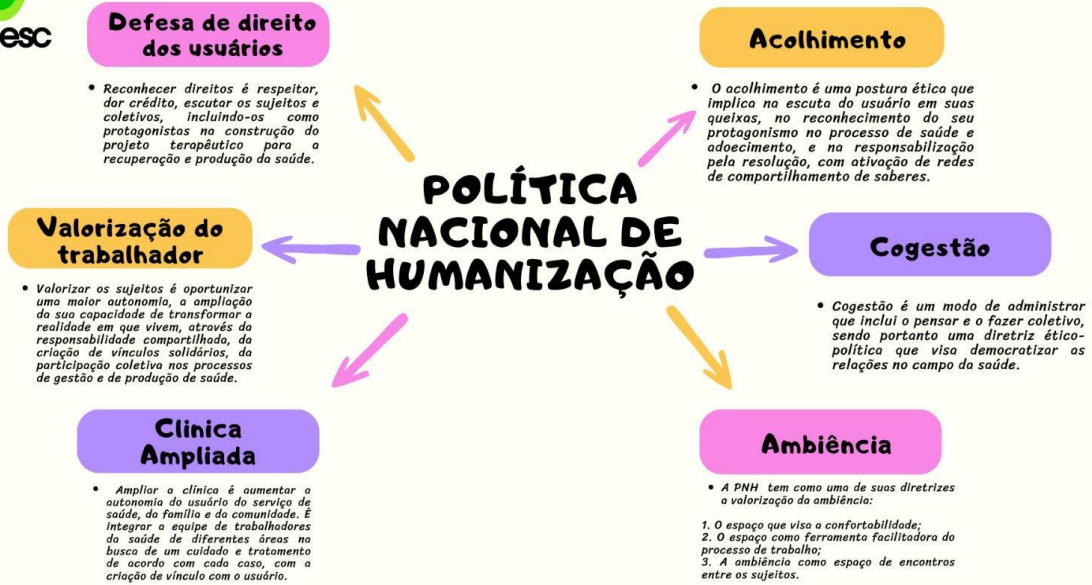 esc
Defesa de direito
dos usuários
• Reconhecer direitos é respeitar,
dar crédito, escutar os sujeitos e
coletivos, incluindo-os como
protagonistas na construção do
projeto terapêutico para a
recuperação e produção da saúde.
Acolhimento
• O acolhimento é uma postura ética que
implica na escuta do usuário em suas
queixas, no reconhecimento do seu
protagonismo no processo de saúde e
adoecimento, e na responsabilização
pela resolução, com ativação de redes
de compartilhamento de saberes.
POLÍTICA
NACIONAL DE
HUMANIZAÇÃO
Valorização do
trabalhador
• Valorizar os sujeitos é oportunizar
uma maior autonomia, a ampliação
da sua capacidade de transformar a
realidade em que vivem, através da
responsabilidade compartilhada, da
criação de vínculos solidários, da
participação coletiva nos processos
de gestão e de produção de saúde.
Cogestão
• Cogestão é um modo de administrar
que inclui o pensar e o fazer coletivo,
sendo portanto uma diretriz ético-
política que visa democratizar as
relações no campo da saúde.
Clinica
Ampliada
• Ampliar a clínica é aumentar a
autonomia do usuário do serviço de
saúde, da família e da comunidade. É
integrar a equipe de trabalhadores
da saúde de diferentes áreas na
busca de um cuidado e tratamento
de acordo com cada caso, com a
criação de vínculo com o usuário.
Ambiência
• A PNH tem como uma de suas diretrizes
a valorização da ambiência:
1. O espaço que visa a confortabilidade;
2. O espaço como ferramenta facilitadora do
processo de trabalho;
3. A ambiência como espaço de encontros
entre os sujeitos.